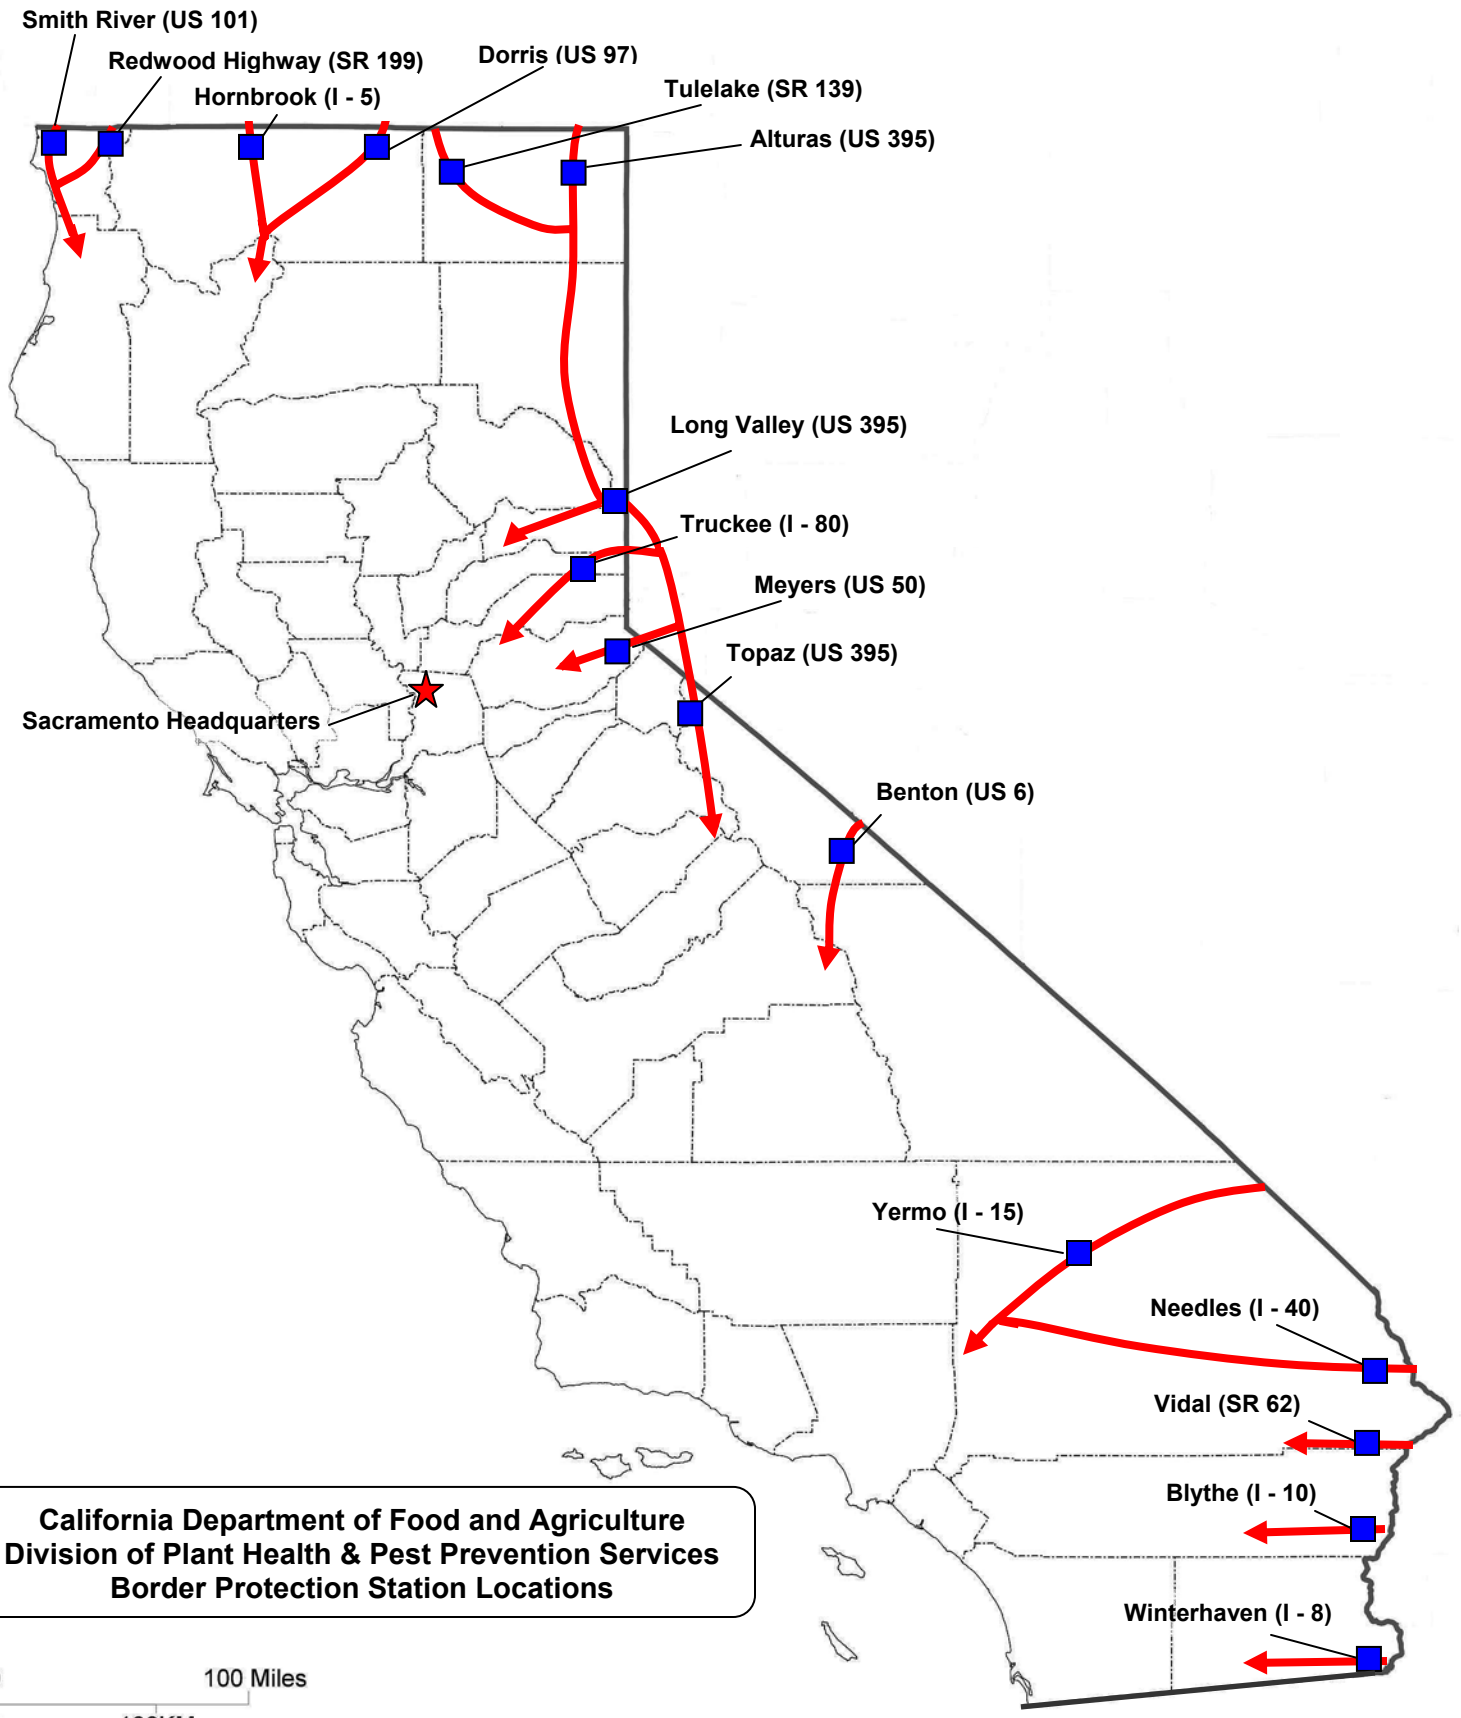 Smith River (US 101)
Redwood Highway (SR 199)
Dorris (US 97)
Hornbrook (I - 5)
Tulelake (SR 139)
Alturas (US 395)
Long Valley (US 395)
Truckee (I - 80)
Meyers (US 50)
Topaz (US 395)
Sacramento Headquarters
Benton (US 6)
Yermo (I - 15)
Needles (I - 40)
Vidal (SR 62)
Blythe (I - 10)
California Department of Food and Agriculture
Division of Plant Health & Pest Prevention Services
Border Protection Station Locations
Winterhaven (I - 8)
100 Miles